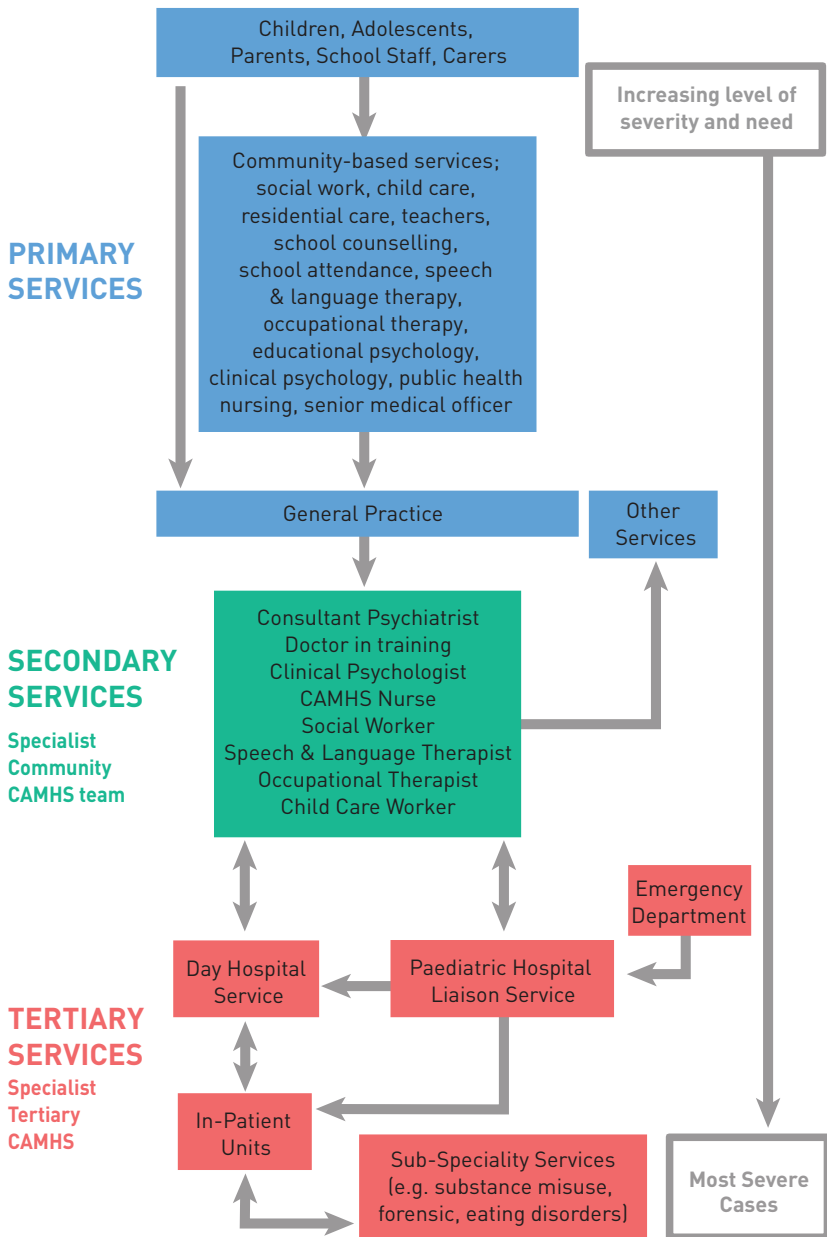 Children, Adolescents,
Parents, School Staff, Carers
Increasing level of
severity and need
PRIMARY
SERVICES
Community-based services;
social work, child care,
residential care, teachers,
school counselling,
school attendance, speech
& language therapy,
occupational therapy,
educational psychology,
clinical psychology, public health
nursing, senior medical officer
General Practice
Other
Services
SECONDARY
SERVICES
Specialist
Community
CAMHS team
Consultant Psychiatrist
Doctor in training
Clinical Psychologist
CAMHS Nurse
Social Worker
Speech & Language Therapist
Occupational Therapist
Child Care Worker
Emergency
Department
Day Hospital
Service
Paediatric Hospital
Liaison Service
TERTIARY
SERVICES
Specialist
Tertiary
CAMHS
In-Patient
Units
Sub-Speciality Services
(e.g. substance misuse,
forensic, eating disorders)
Most Severe
Cases